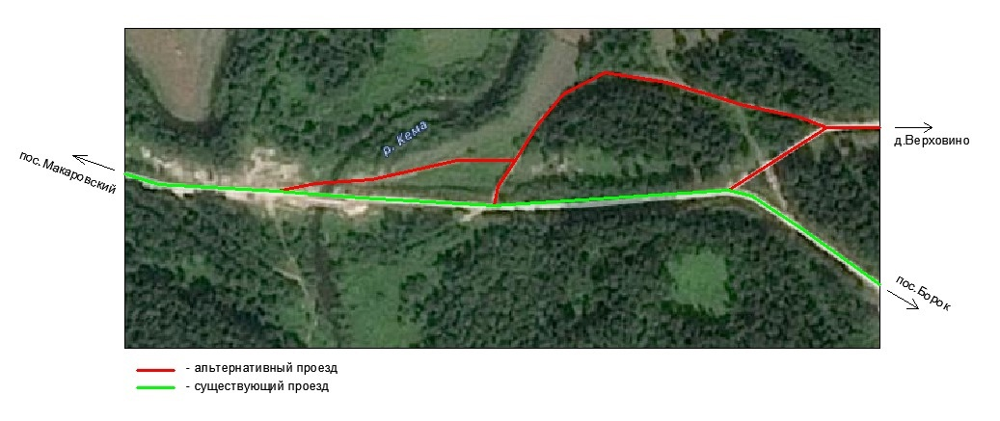 р. Кема
д.Верховино
пос.Макаровский
пос.Борок
- альтернативный проезд
- существующий проезд